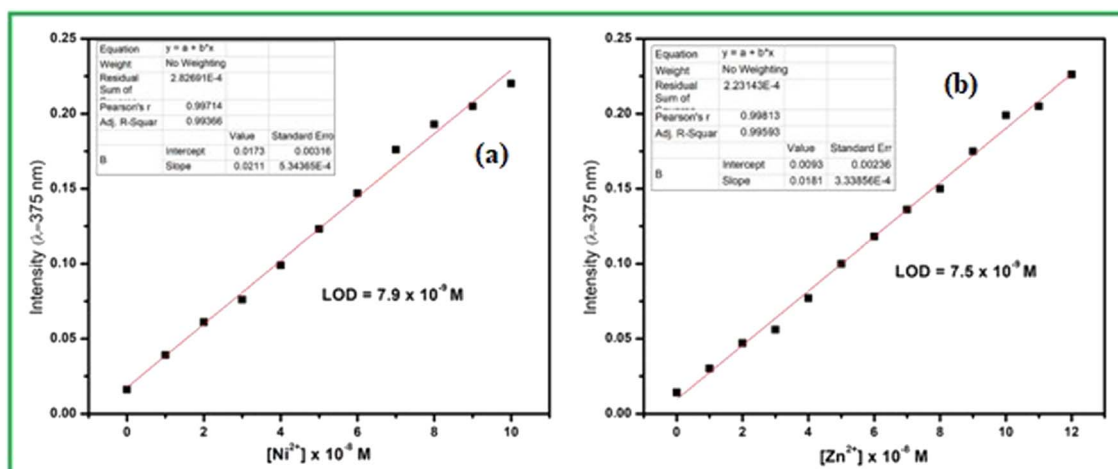 0.25
0.20
0.15
0.10
0.05
0.00
Intensity (λ=375 nm)
Equation y = a + b*x
Weight No Weighting
Residual 2.82691E-4
Sum of
Pearson's r 0.99714
Adj. R-Squar 0.99366
Value Standard Erro
B Intercept 0.0173 0.00316
Slope 0.0211 5.34365E-4
(a)
LOD = 7.9 x 10⁻⁹ M
0 2 4 6 8 10
[Ni²⁺] x 10⁻⁸ M
0.25
0.20
0.15
0.10
0.05
0.00
Intensity (λ=375 nm)
Equation y = a + b*x
Weight No Weighting
Residual 2.23143E-4
Sum of
Pearson's r 0.99813
Adj. R-Squar 0.99593
Value Standard Err
B Intercept 0.0093 0.00236
Slope 0.0181 3.33856E-4
(b)
LOD = 7.5 x 10⁻⁹ M
0 2 4 6 8 10 12
[Zn²⁺] x 10⁻⁸ M